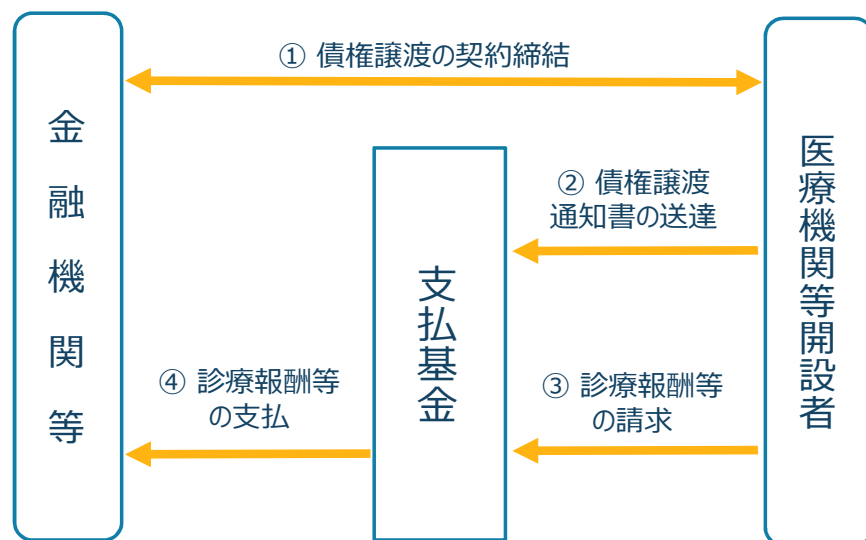 ① 債権譲渡の契約締結
金融機関等
医療機関等開設者
② 債権譲渡
通知書の送達
支払基金
④ 診療報酬等
の支払
③ 診療報酬等
の請求